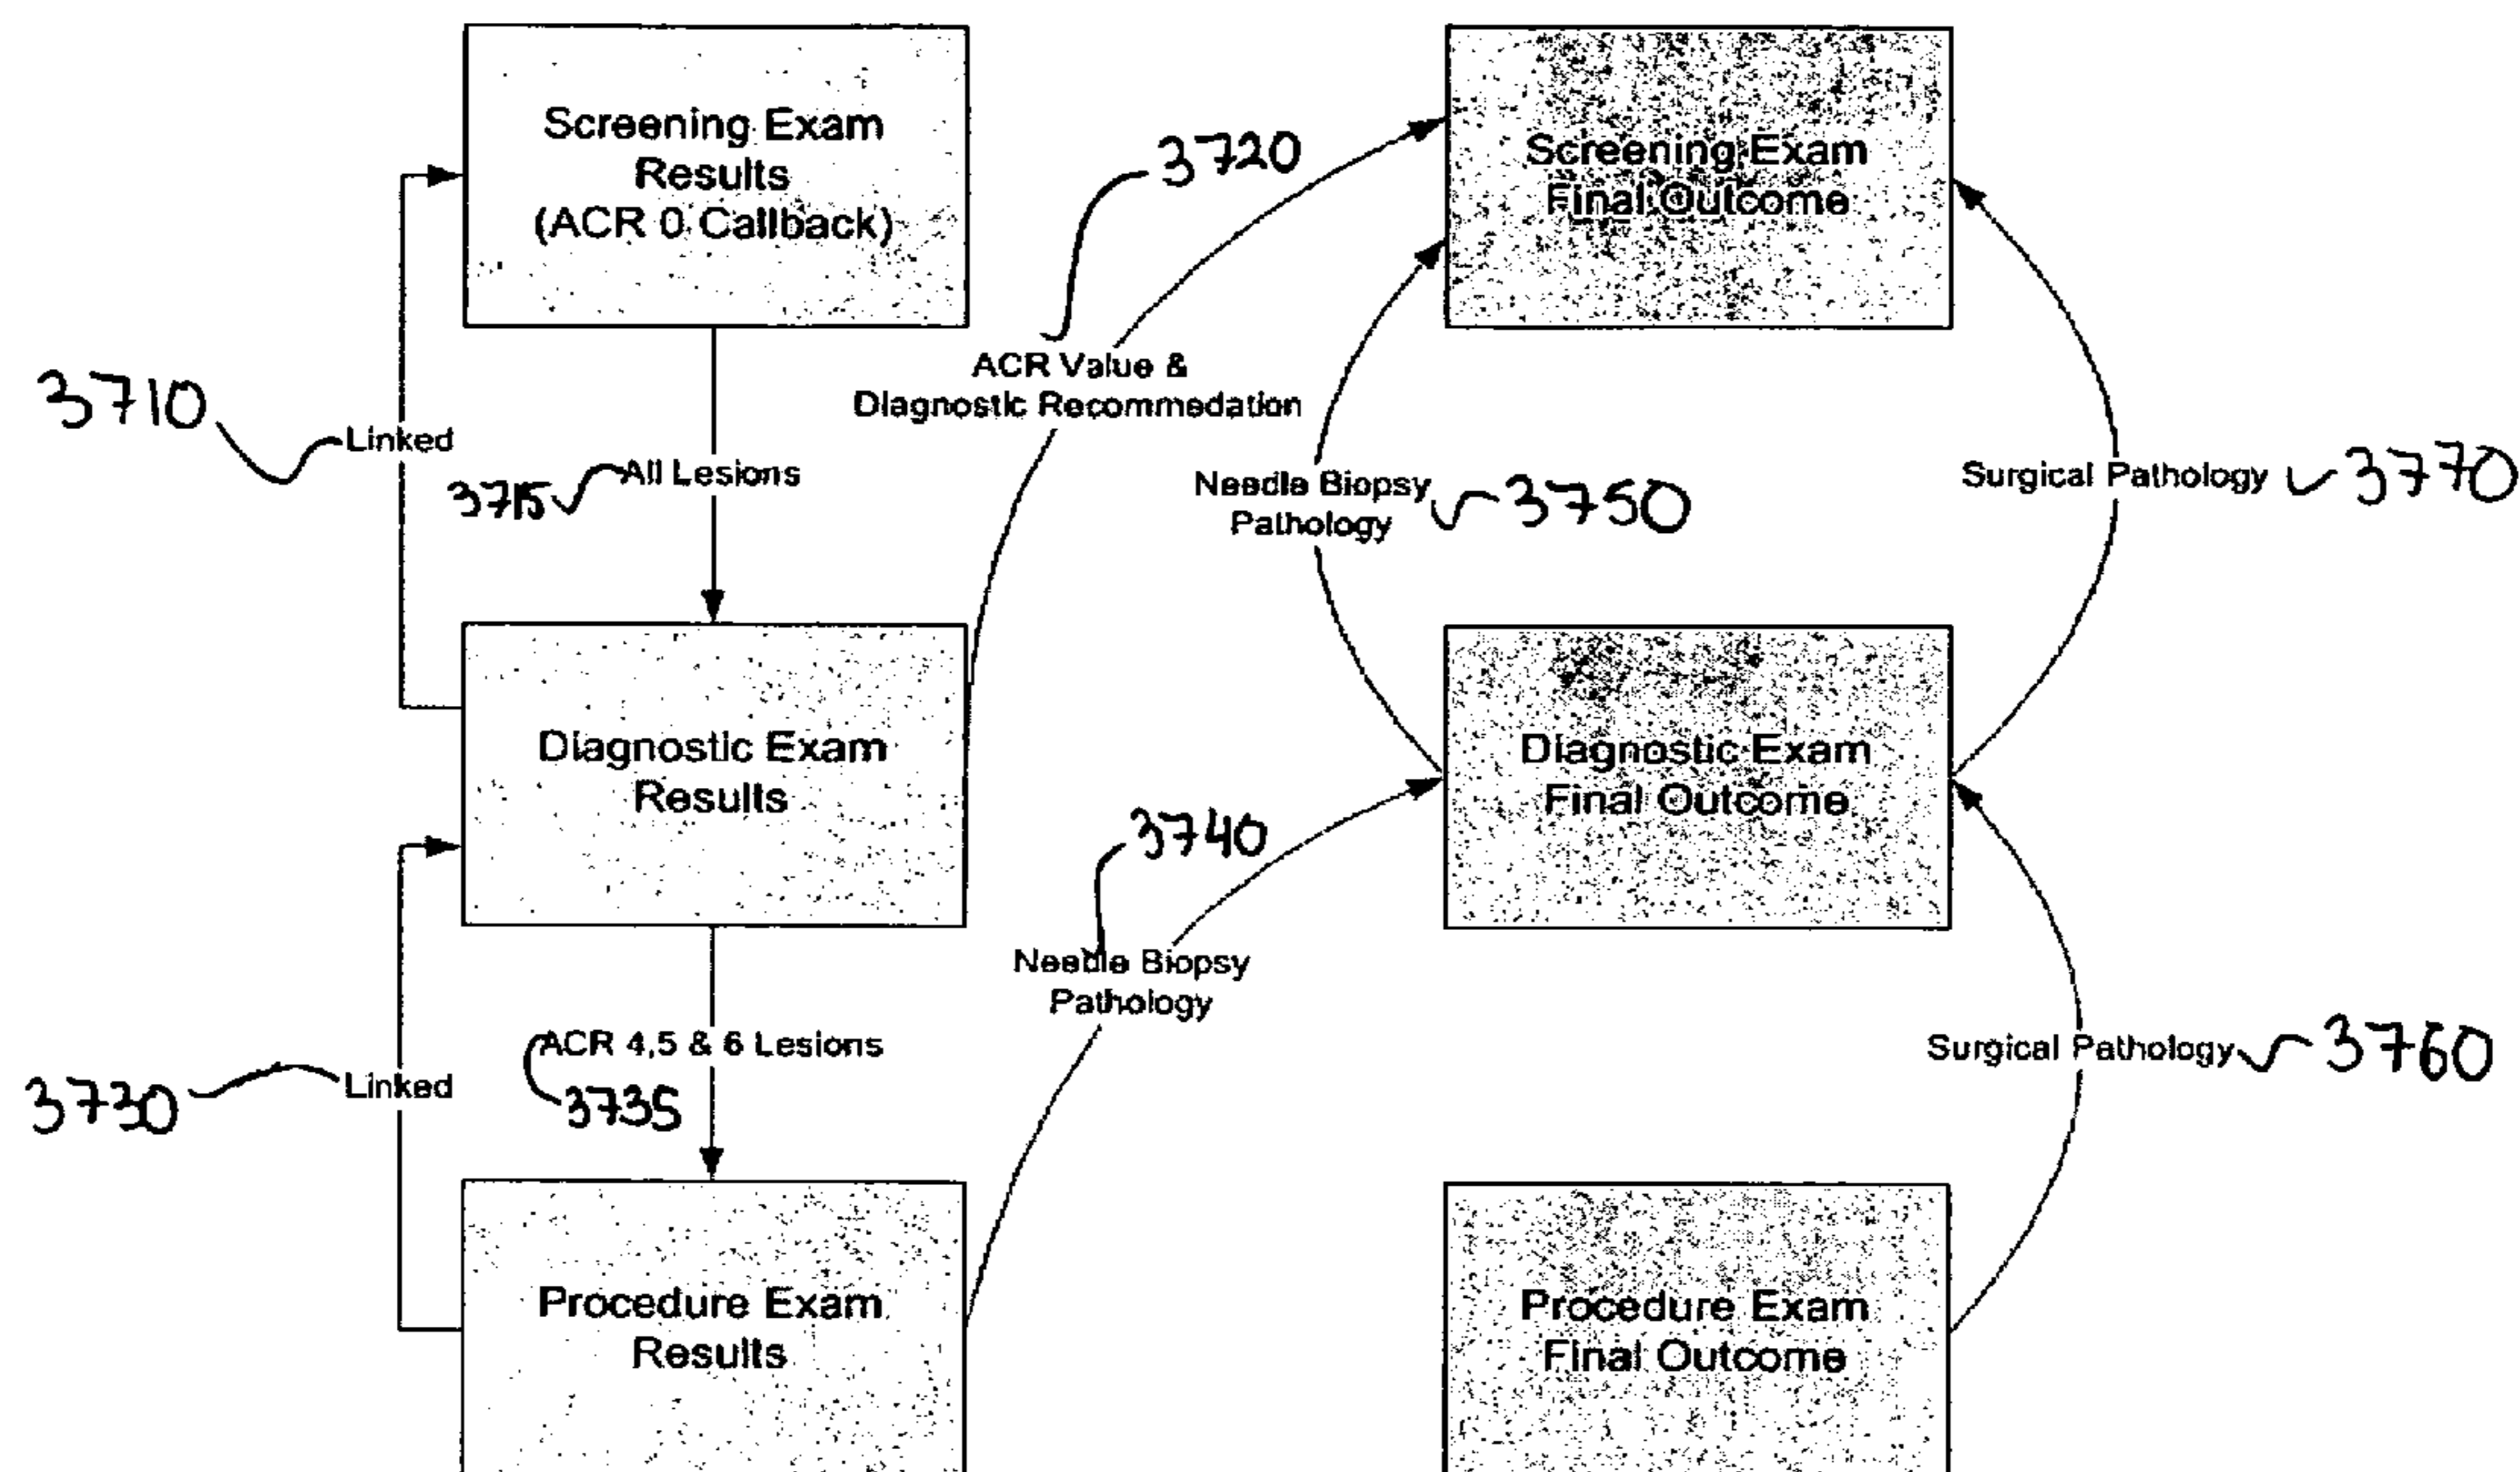 Screening Exam
Results
(ACR 0 Callback)
Screening Exam
Final Outcome
3720
ACR Value &
Diagnostic Recommedation
3710
Linked
All Lesions
3715
Needle Biopsy
Pathology
3750
Surgical Pathology
3770
Diagnostic Exam
Results
Diagnostic Exam
Final Outcome
3740
Needle Biopsy
Pathology
ACR 4,5 & 6 Lesions
3735
Linked
3730
Surgical Pathology
3760
Procedure Exam
Results
Procedure Exam
Final Outcome